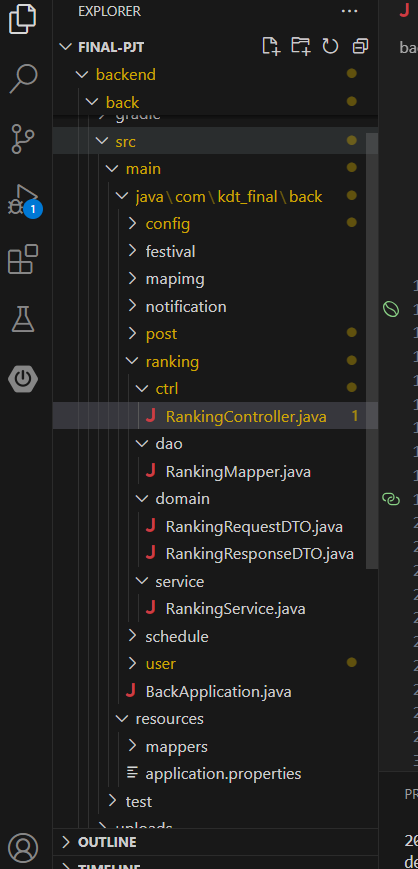 EXPLORER
FINAL-PJT
backend
back
gradle
src
main
java\com\kdt_final\back
config
festival
mapimg
notification
post
ranking
ctrl
RankingController.java 1
dao
RankingMapper.java
domain
RankingRequestDTO.java
RankingResponseDTO.java
service
RankingService.java
schedule
user
BackApplication.java
resources
mappers
application.properties
test
uploads
OUTLINE
TIMELINE
1
ba
PR
20
de